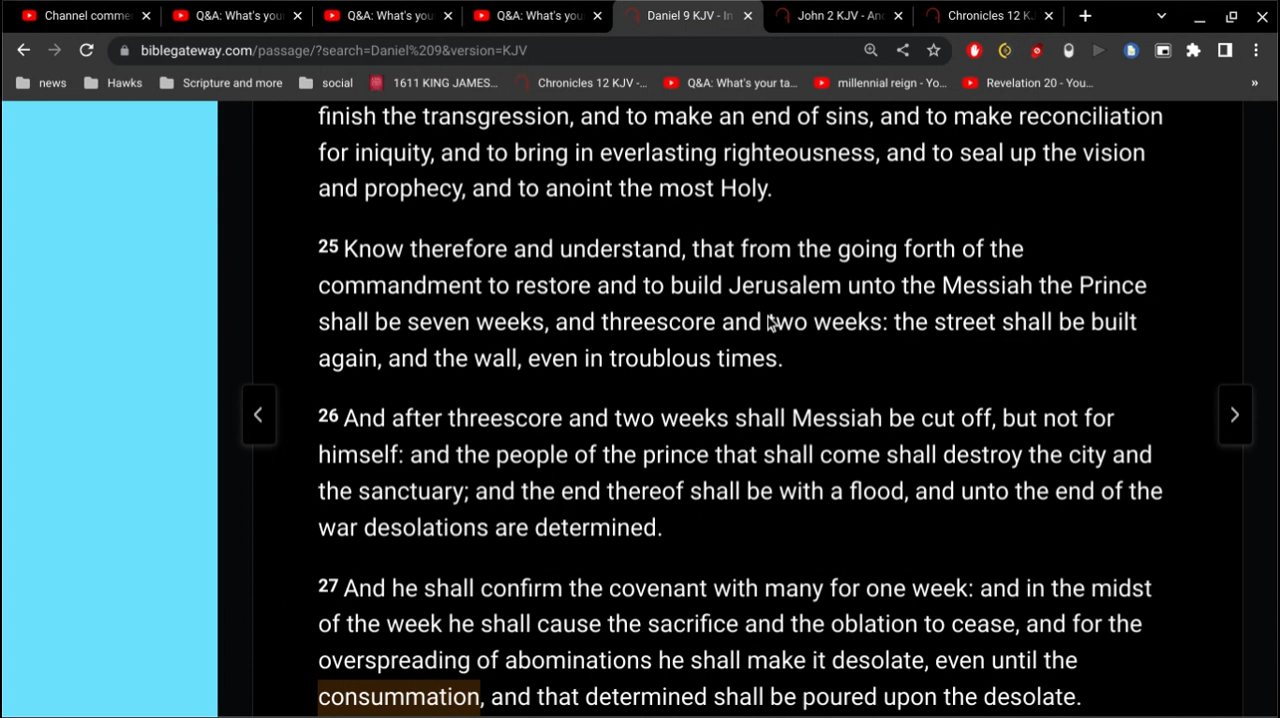 Channel comme
Q&A: What's your
Q&A: What's you
Q&A: What's you
Daniel 9 KJV - In
John 2 KJV - And
Chronicles 12 KJ
biblegateway.com/passage/?search=Daniel%209&version=KJV
news
Hawks
Scripture and more
social
1611 KING JAMES...
Chronicles 12 KJV -...
Q&A: What's your ta...
millennial reign - Yo...
Revelation 20 - You...
finish the transgression, and to make an end of sins, and to make reconciliation
for iniquity, and to bring in everlasting righteousness, and to seal up the vision
and prophecy, and to anoint the most Holy.
25 Know therefore and understand, that from the going forth of the
commandment to restore and to build Jerusalem unto the Messiah the Prince
shall be seven weeks, and threescore and two weeks: the street shall be built
again, and the wall, even in troublous times.
26 And after threescore and two weeks shall Messiah be cut off, but not for
himself: and the people of the prince that shall come shall destroy the city and
the sanctuary; and the end thereof shall be with a flood, and unto the end of the
war desolations are determined.
27 And he shall confirm the covenant with many for one week: and in the midst
of the week he shall cause the sacrifice and the oblation to cease, and for the
overspreading of abominations he shall make it desolate, even until the
consummation, and that determined shall be poured upon the desolate.